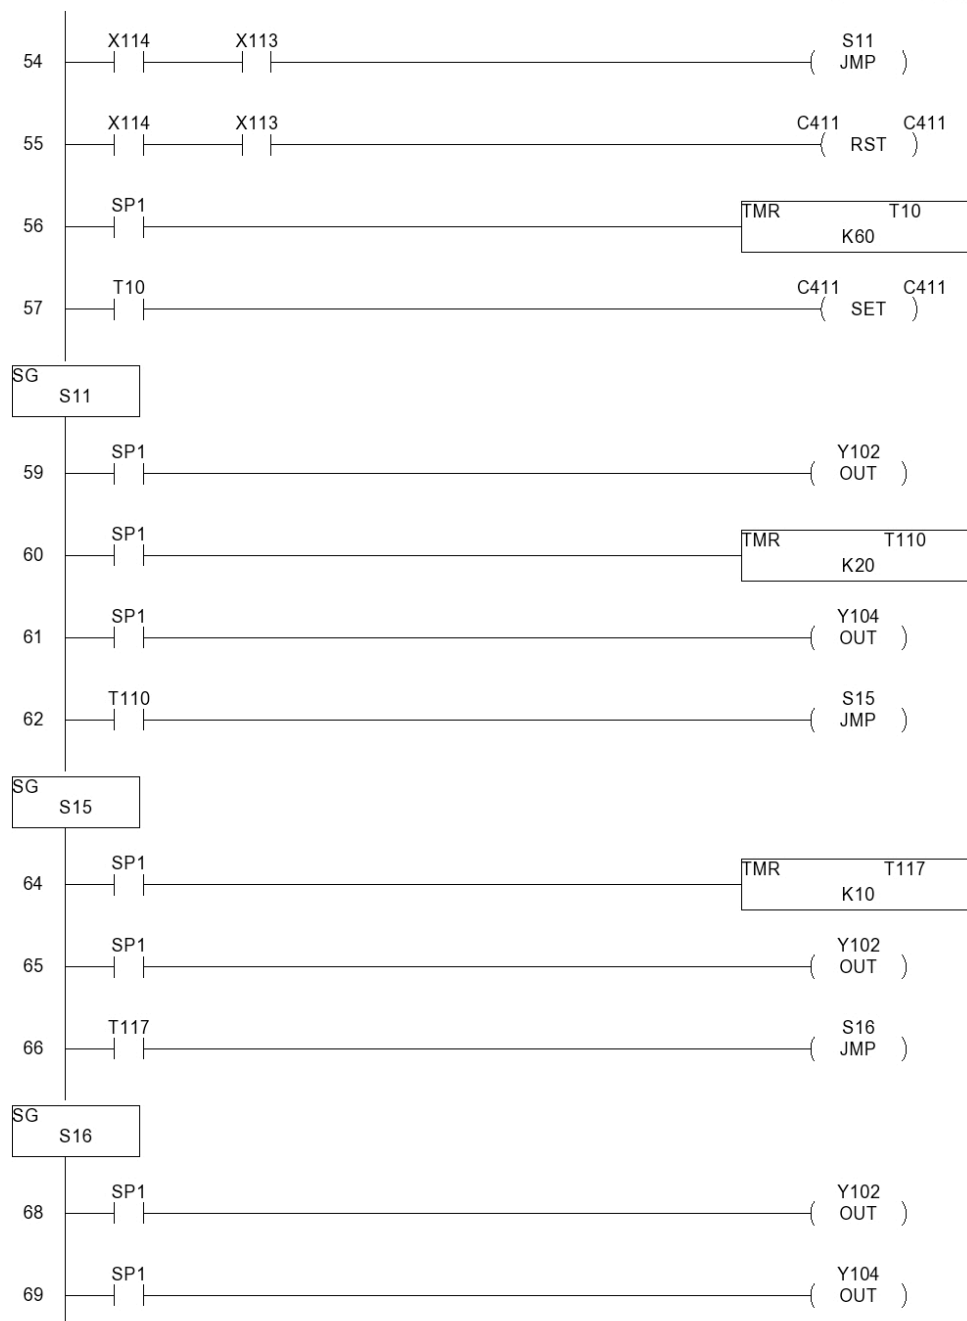 X114 X113 S11
54 JMP
X114 X113 C411 C411
55 RST
SP1 TMR T10
56 K60
T10 C411 C411
57 SET
SG
S11
SP1 Y102
59 OUT
SP1 TMR T110
60 K20
SP1 Y104
61 OUT
T110 S15
62 JMP
SG
S15
SP1 TMR T117
64 K10
SP1 Y102
65 OUT
T117 S16
66 JMP
SG
S16
SP1 Y102
68 OUT
SP1 Y104
69 OUT